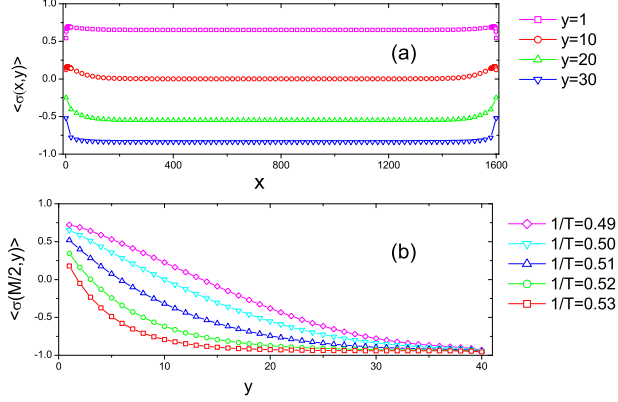 1.0
0.5
0.0
-0.5
-1.0
<σ(x,y)>
(a)
0 400 800 1200 1600
x
y=1
y=10
y=20
y=30
1.0
0.5
0.0
-0.5
-1.0
<σ(M/2,y)>
(b)
0 10 20 30 40
y
1/T=0.49
1/T=0.50
1/T=0.51
1/T=0.52
1/T=0.53